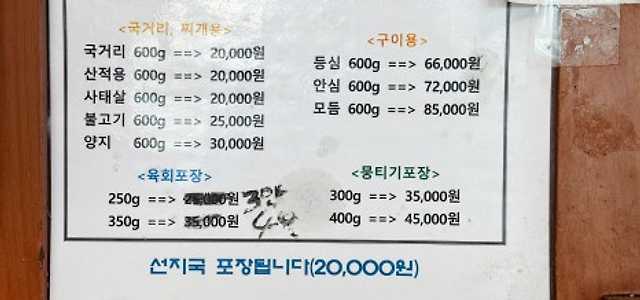 <국거리, 찌개용>
국거리 600g ==> 20,000원
산적용 600g ==> 20,000원
사태살 600g ==> 20,000원
불고기 600g ==> 25,000원
양지 600g ==> 30,000원
<구이용>
등심 600g ==> 66,000원
안심 600g ==> 72,000원
모듬 600g ==> 85,000원
<육회포장>
250g ==> 25,000원 3만
350g ==> 35,000원 4만
<뭉티기포장>
300g ==> 35,000원
400g ==> 45,000원
선지국 포장됩니다(20,000원)